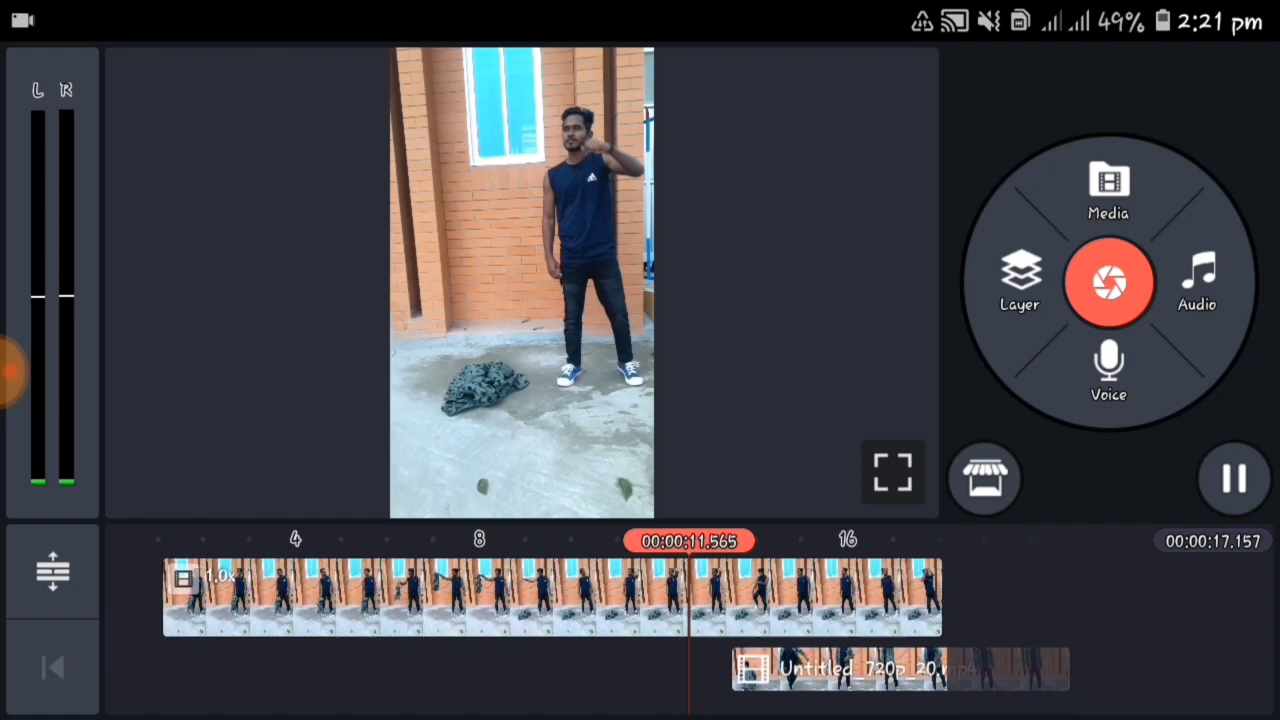 49% 2:21 pm
L R
Media
Layer
Audio
Voice
4 8 00:00:11.565 16 00:00:17.157
1.0x
Untitled_720p_20.mp4